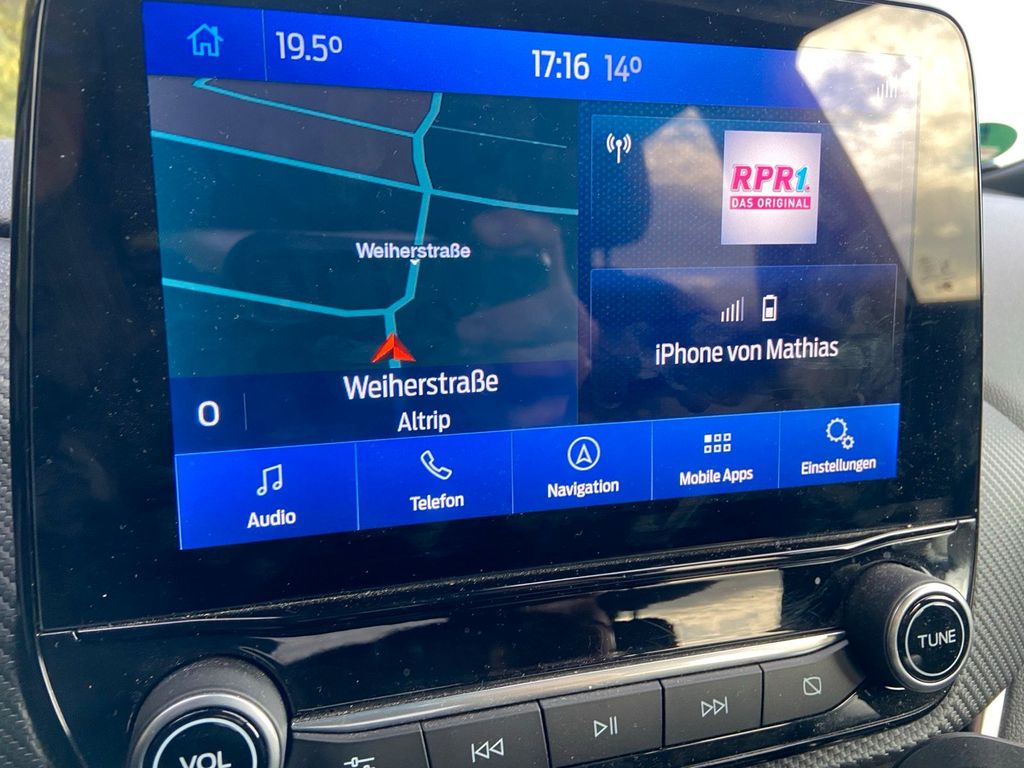 19.5°
17:16 14°
RPR1.
DAS ORIGINAL
Weiherstraße
iPhone von Mathias
0
Weiherstraße
Altrip
Audio
Telefon
Navigation
Mobile Apps
Einstellungen
TUNE
VOL